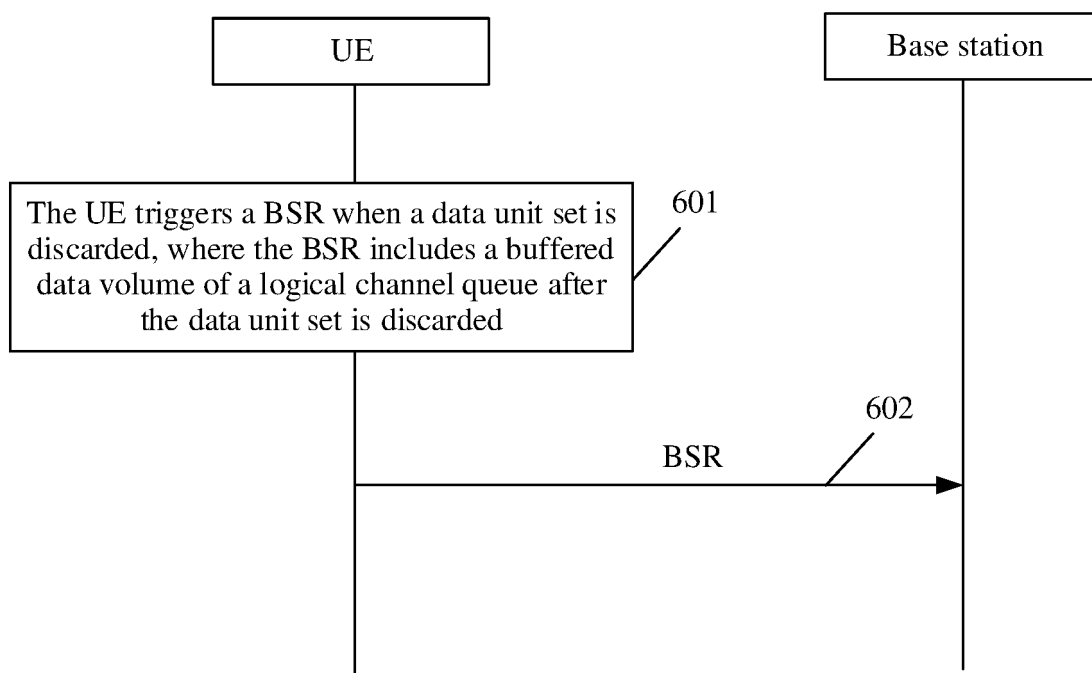 UE
Base station
The UE triggers a BSR when a data unit set is
discarded, where the BSR includes a buffered
data volume of a logical channel queue after
the data unit set is discarded
601
602
BSR